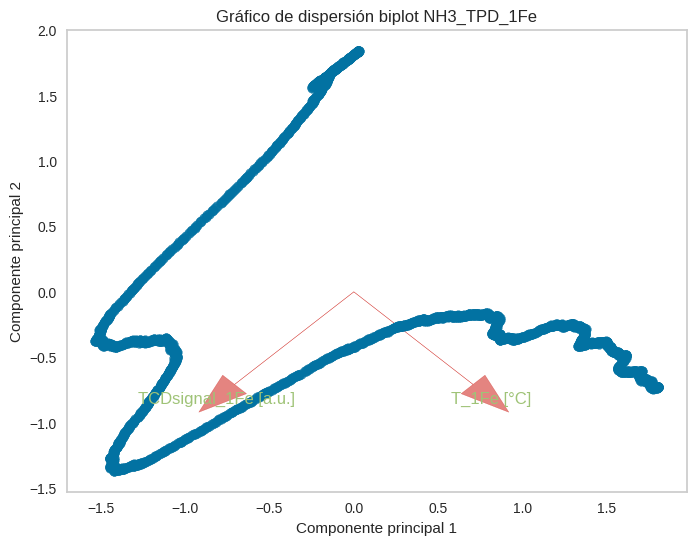 Gráfico de dispersión biplot NH3_TPD_1Fe
2.0
1.5
1.0
0.5
0.0
−0.5
−1.0
−1.5
Componente principal 2
TCDsignal_1Fe [a.u.]
T_1Fe [°C]
−1.5 −1.0 −0.5 0.0 0.5 1.0 1.5
Componente principal 1